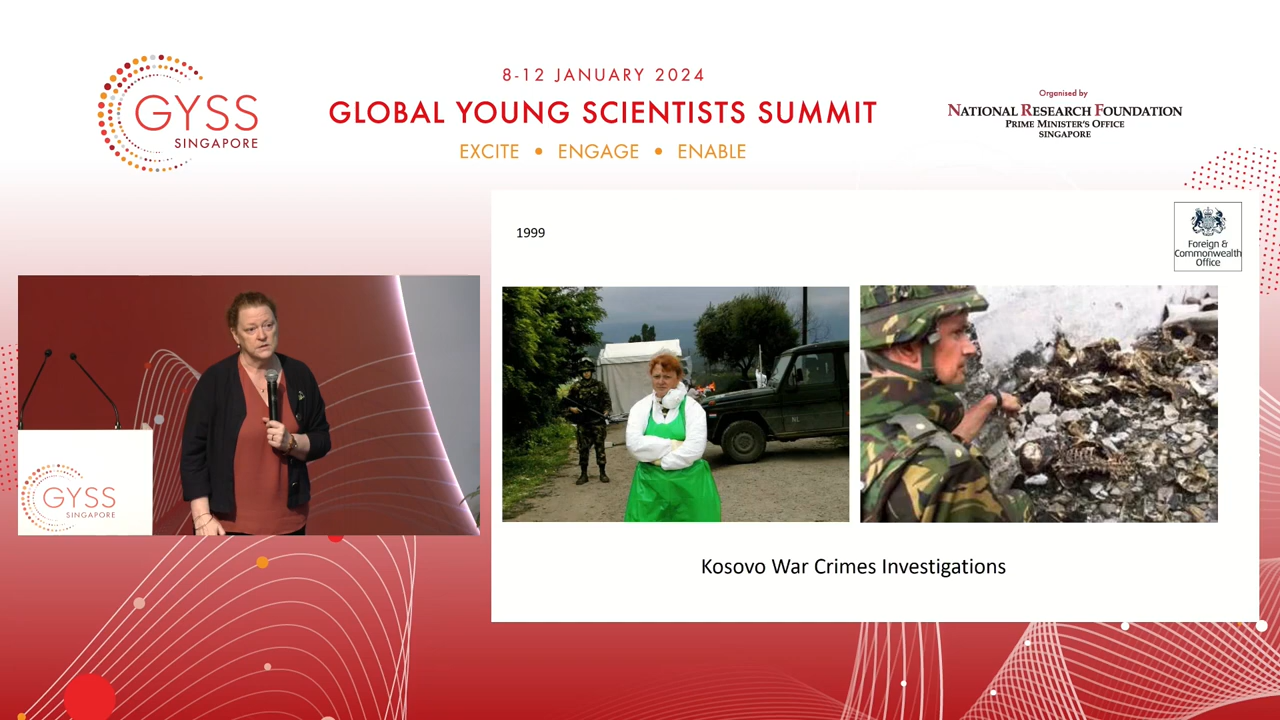 8-12 JANUARY 2024
GYSS
SINGAPORE
GLOBAL YOUNG SCIENTISTS SUMMIT
EXCITE • ENGAGE • ENABLE
Organised by
NATIONAL RESEARCH FOUNDATION
PRIME MINISTER'S OFFICE
SINGAPORE
1999
Foreign &
Commonwealth
Office
NL
GYSS
SINGAPORE
Kosovo War Crimes Investigations